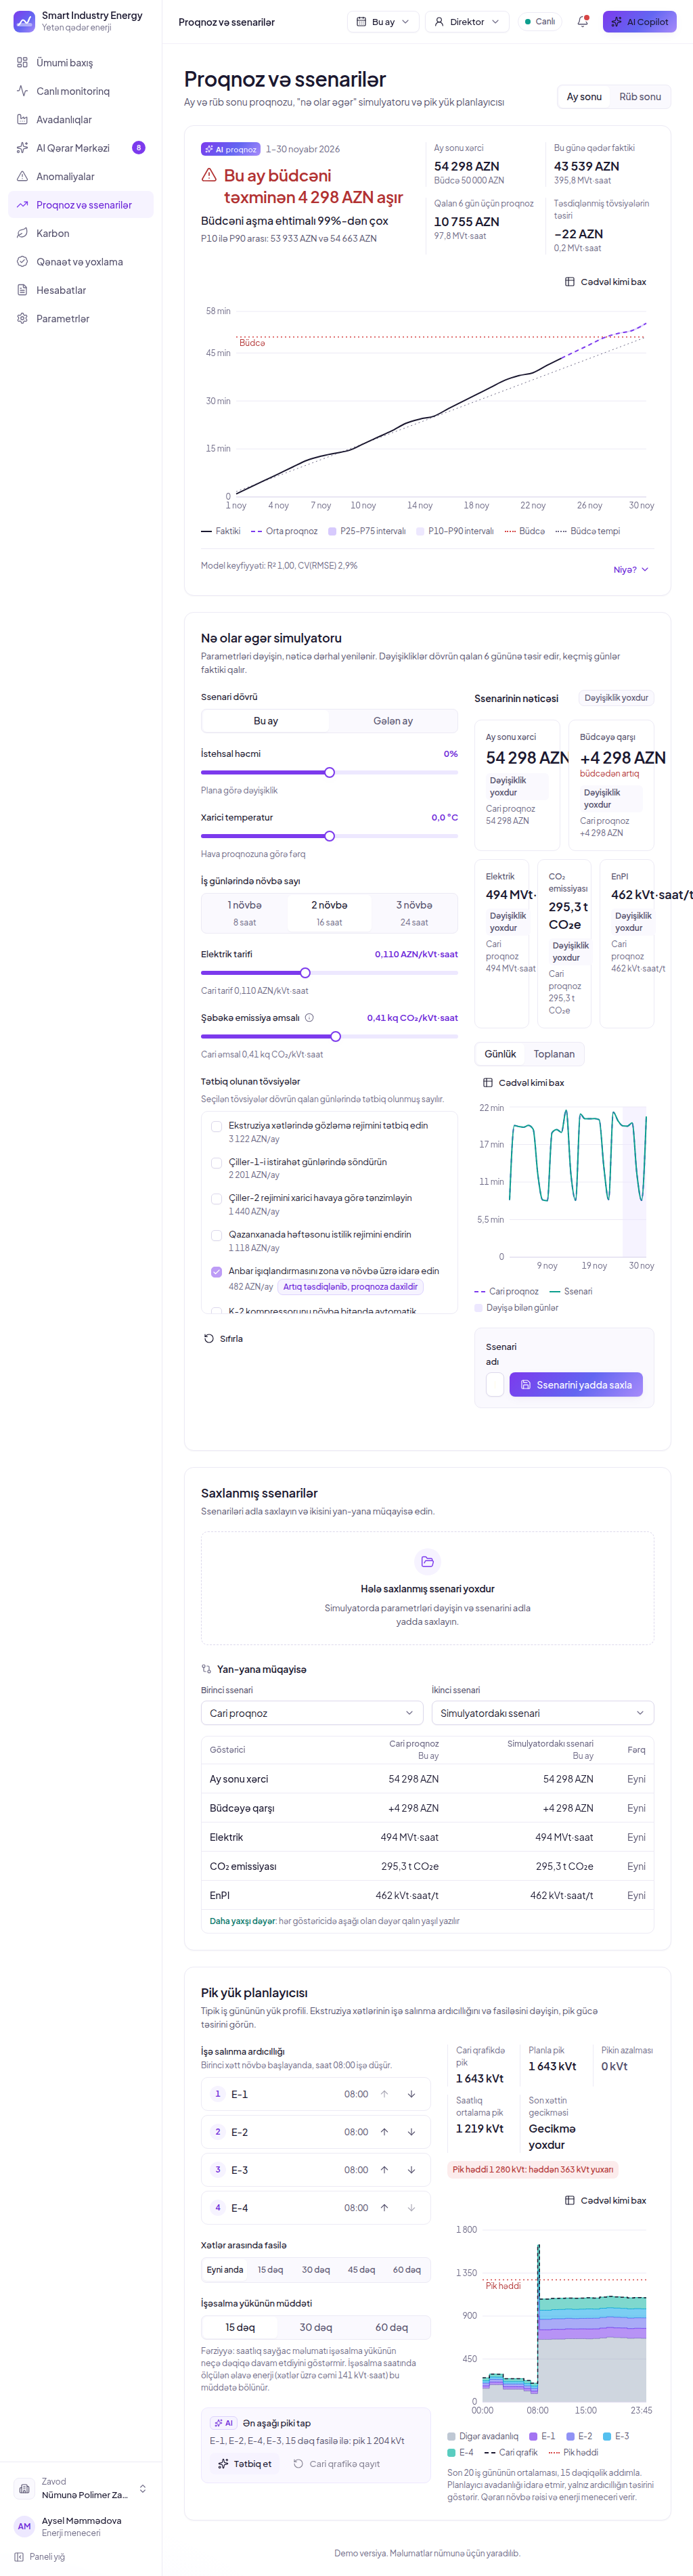 Smart Industry Energy
Yetən qədər enerji
Ümumi baxış
Canlı monitorinq
Avadanlıqlar
AI Qərar Mərkəzi
8
Anomaliyalar
Proqnoz və ssenarilər
Karbon
Qənaət və yoxlama
Hesabatlar
Parametrlər
Zavod
Nümunə Polimer Za...
AM
Aysel Məmmədova
Enerji meneceri
Paneli yığ
Proqnoz və ssenarilər
Bu ay
Direktor
Canlı
AI Copilot
Proqnoz və ssenarilər
Ay və rüb sonu proqnozu, "nə olar əgər" simulyatoru və pik yük planlayıcısı
Ay sonu
Rüb sonu
AI proqnoz
1–30 noyabr 2026
Bu ay büdcəni
təxminən 4 298 AZN aşır
Büdcəni aşma ehtimalı 99%-dən çox
P10 ilə P90 arası: 53 933 AZN və 54 663 AZN
Ay sonu xərci
54 298 AZN
Büdcə 50 000 AZN
Bu günə qədər faktiki
43 539 AZN
395,8 MVt·saat
Qalan 6 gün üçün proqnoz
10 755 AZN
97,8 MVt·saat
Təsdiqlənmiş tövsiyələrin
təsiri
−22 AZN
0,2 MVt·saat
Cədvəl kimi bax
58 min
45 min
30 min
15 min
0
Büdcə
1 noy
4 noy
7 noy
10 noy
14 noy
18 noy
22 noy
26 noy
30 noy
Faktiki
Orta proqnoz
P25–P75 intervalı
P10–P90 intervalı
Büdcə
Büdcə tempi
Model keyfiyyəti: R² 1,00, CV(RMSE) 2,9%
Niyə?
Nə olar əgər simulyatoru
Parametrləri dəyişin, nəticə dərhal yenilənir. Dəyişikliklər dövrün qalan 6 gününə təsir edir, keçmiş günlər
faktiki qalır.
Ssenari dövrü
Bu ay
Gələn ay
İstehsal həcmi
0%
Plana görə dəyişiklik
Xarici temperatur
0,0 °C
Hava proqnozuna görə fərq
İş günlərində növbə sayı
1 növbə
8 saat
2 növbə
16 saat
3 növbə
24 saat
Elektrik tarifi
0,110 AZN/kVt·saat
Cari tarif 0,110 AZN/kVt·saat
Şəbəkə emissiya əmsalı
0,41 kq CO₂/kVt·saat
Cari əmsal 0,41 kq CO₂/kVt·saat
Tətbiq olunan tövsiyələr
Seçilən tövsiyələr dövrün qalan günlərində tətbiq olunmuş sayılır.
Ekstruziya xətlərində gözləmə rejimini tətbiq edin
3 122 AZN/ay
Çiller-1-i istirahət günlərində söndürün
2 201 AZN/ay
Çiller-2 rejimini xarici havaya görə tənzimləyin
1 440 AZN/ay
Qazanxanada həftəsonu istilik rejimini endirin
1 118 AZN/ay
Anbar işıqlandırmasını zona və növbə üzrə idarə edin
482 AZN/ay
Artıq təsdiqlənib, proqnoza daxildir
K-2 kompressorunu növbə bitəndə avtomatik
Sıfırla
Ssenarinin nəticəsi
Dəyişiklik yoxdur
Ay sonu xərci
54 298 AZN
Dəyişiklik
yoxdur
Cari proqnoz
54 298 AZN
Büdcəyə qarşı
+4 298 AZN
büdcədən artıq
Dəyişiklik
yoxdur
Cari proqnoz
+4 298 AZN
Elektrik
494 MVt·
Dəyişiklik
yoxdur
Cari
proqnoz
494 MVt·saat
CO₂
emissiyası
295,3 t
CO₂e
Dəyişiklik
yoxdur
Cari
proqnoz
295,3 t
CO₂e
EnPI
462 kVt·saat/t
Dəyişiklik
yoxdur
Cari
proqnoz
462 kVt·saat/t
Günlük
Toplanan
Cədvəl kimi bax
22 min
17 min
11 min
5,5 min
0
9 noy
19 noy
30 noy
Cari proqnoz
Ssenari
Dəyişə bilən günlər
Ssenari
adı
Ssenarini yadda saxla
Saxlanmış ssenarilər
Ssenariləri adla saxlayın və ikisini yan-yana müqayisə edin.
Hələ saxlanmış ssenari yoxdur
Simulyatorda parametrləri dəyişin və ssenarini adla
yadda saxlayın.
Yan-yana müqayisə
Birinci ssenari
Cari proqnoz
İkinci ssenari
Simulyatordakı ssenari
Göstərici
Cari proqnoz
Bu ay
Simulyatordakı ssenari
Bu ay
Fərq
Ay sonu xərci
54 298 AZN
54 298 AZN
Eyni
Büdcəyə qarşı
+4 298 AZN
+4 298 AZN
Eyni
Elektrik
494 MVt·saat
494 MVt·saat
Eyni
CO₂ emissiyası
295,3 t CO₂e
295,3 t CO₂e
Eyni
EnPI
462 kVt·saat/t
462 kVt·saat/t
Eyni
Daha yaxşı dəyər: hər göstəricidə aşağı olan dəyər qalın yaşıl yazılır
Pik yük planlayıcısı
Tipik iş gününün yük profili. Ekstruziya xətlərinin işə salınma ardıcıllığını və fasiləsini dəyişin, pik gücə
təsirini görün.
İşə salınma ardıcıllığı
Birinci xətt növbə başlayanda, saat 08:00 işə düşür.
1
E-1
08:00
2
E-2
08:00
3
E-3
08:00
4
E-4
08:00
Xətlər arasında fasilə
Eyni anda
15 dəq
30 dəq
45 dəq
60 dəq
İşəsalma yükünün müddəti
15 dəq
30 dəq
60 dəq
Fərziyyə: saatlıq sayğac məlumatı işəsalma yükünün
neçə dəqiqə davam etdiyini göstərmir. İşəsalma saatında
ölçülən əlavə enerji (xətlər üzrə cəmi 141 kVt·saat) bu
müddətə bölünür.
AI
Ən aşağı piki tap
E-1, E-2, E-4, E-3, 15 dəq fasilə ilə: pik 1 204 kVt
Tətbiq et
Cari qrafikə qayıt
Cari qrafikdə
pik
1 643 kVt
Planla pik
1 643 kVt
Pikin azalması
0 kVt
Saatlıq
ortalama pik
1 219 kVt
Son xəttin
gecikməsi
Gecikmə
yoxdur
Pik həddi 1 280 kVt: həddən 363 kVt yuxarı
Cədvəl kimi bax
1 800
1 350
900
450
0
Pik həddi
00:00
08:00
15:00
23:45
Digər avadanlıq
E-1
E-2
E-3
E-4
Cari qrafik
Pik həddi
Son 20 iş gününün ortalaması, 15 dəqiqəlik addımla.
Planlayıcı avadanlığı idarə etmir, yalnız ardıcıllığın təsirini
göstərir. Qərarı növbə rəisi və enerji meneceri verir.
Demo versiya. Məlumatlar nümunə üçün yaradılıb.